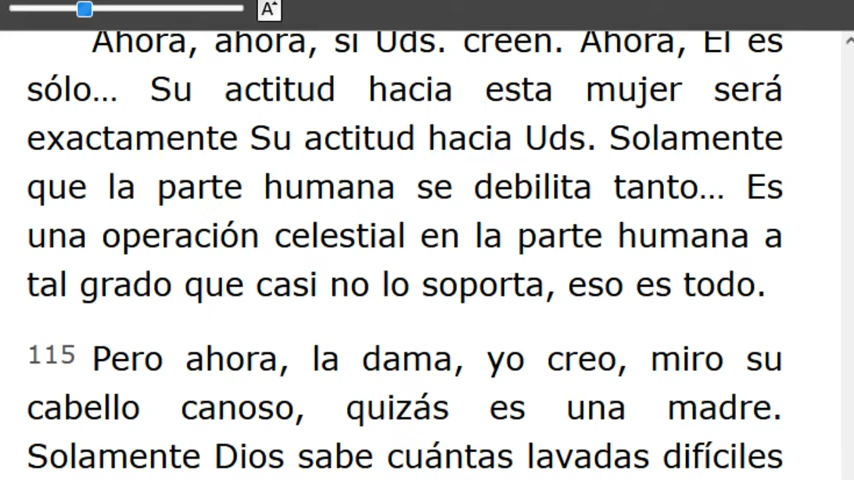 A
Ahora, ahora, si Uds. creen. Ahora, Él es
sólo... Su actitud hacia esta mujer será
exactamente Su actitud hacia Uds. Solamente
que la parte humana se debilita tanto... Es
una operación celestial en la parte humana a
tal grado que casi no lo soporta, eso es todo.
115 Pero ahora, la dama, yo creo, miro su
cabello canoso, quizás es una madre.
Solamente Dios sabe cuántas lavadas difíciles